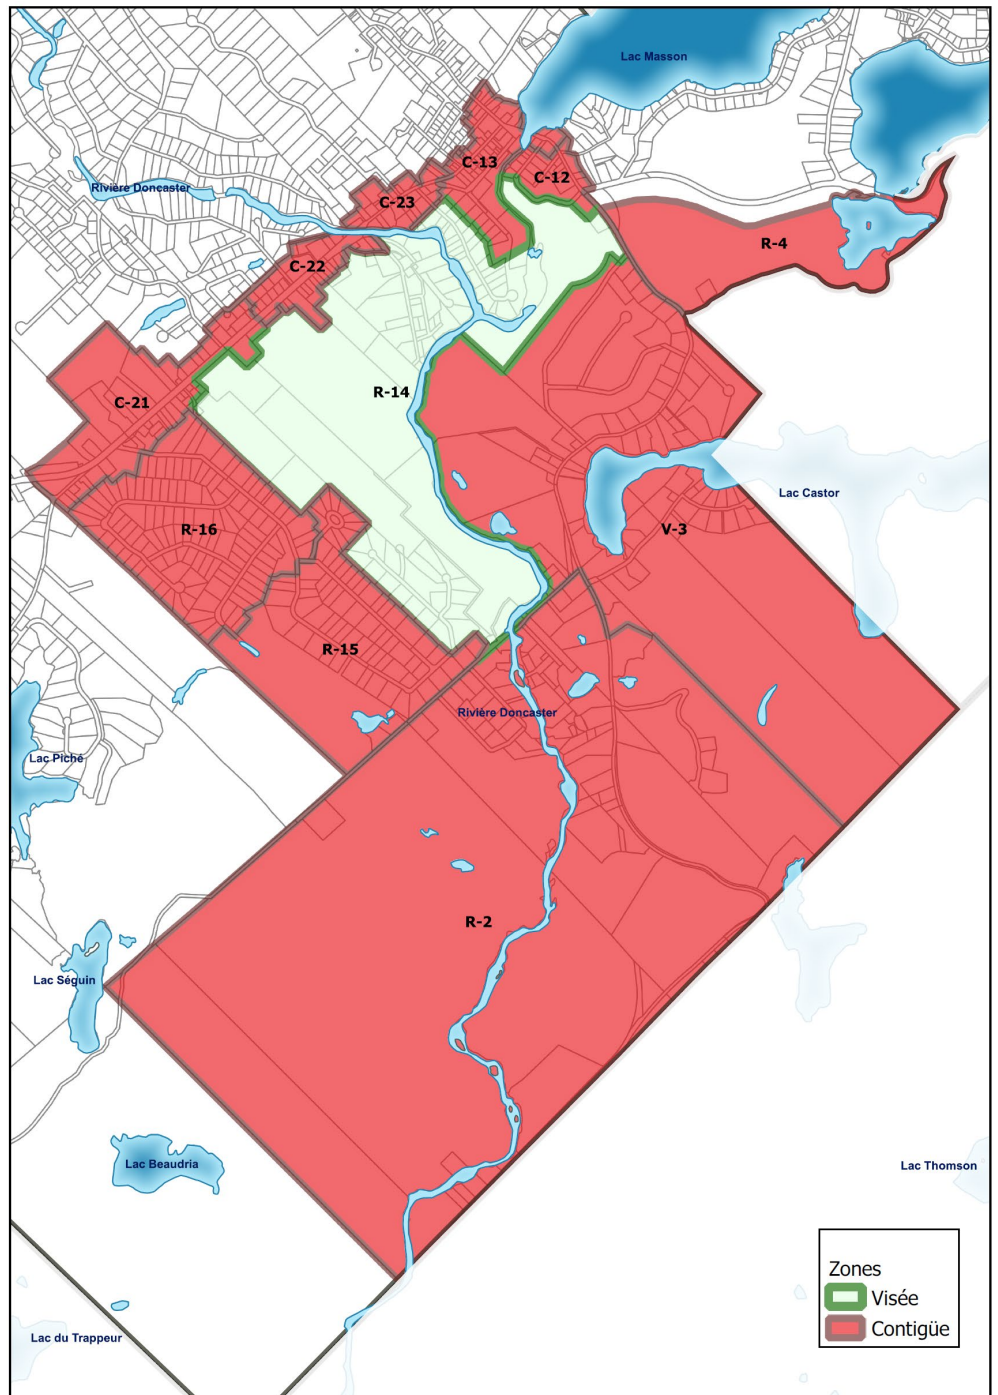 Lac Masson
C-13
C-12
Rivière Doncaster
C-23
R-4
C-22
R-14
C-21
Lac Castor
R-16
V-3
R-15
Rivière Doncaster
Lac Piché
R-2
Lac Séguin
Lac Beaudria
Lac Thomson
Zones
Visée
Contigüe
Lac du Trappeur